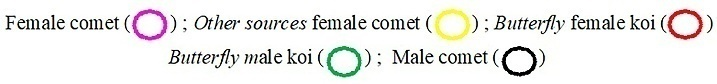 Female comet ( ) ; Other sources female comet ( ) ; Butterfly female koi ( )
Butterfly male koi ( ) ; Male comet ( )